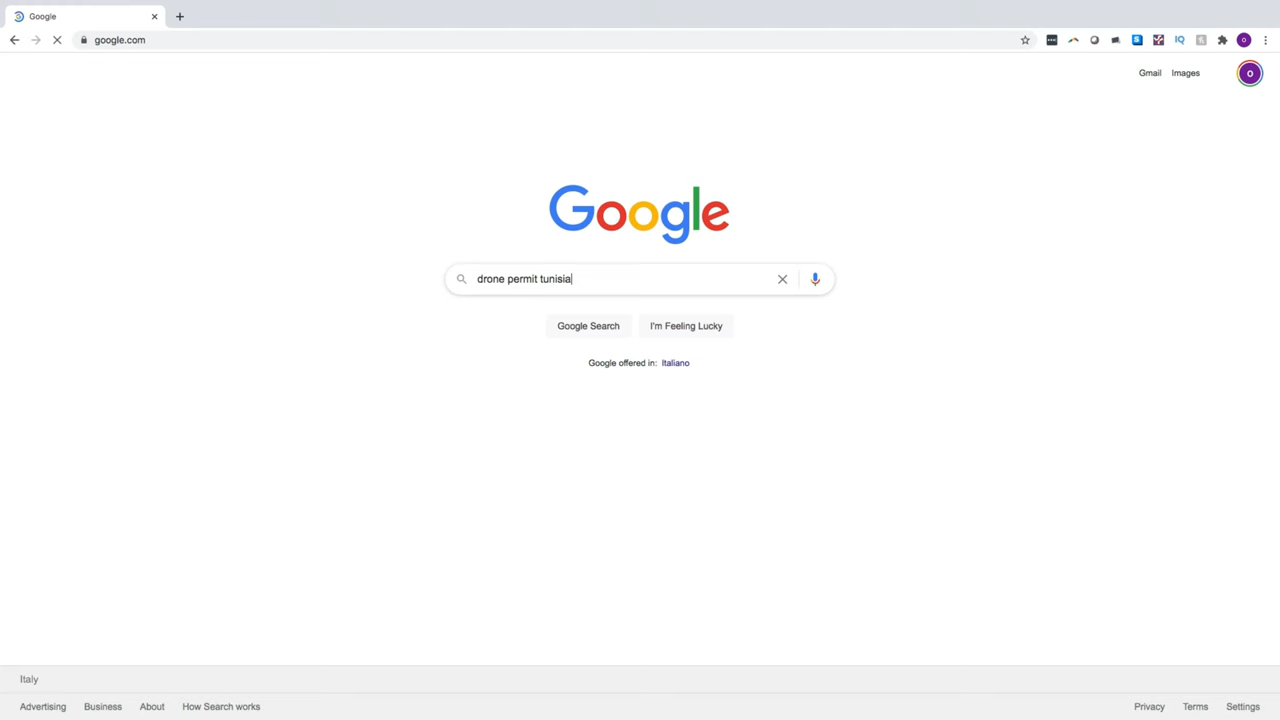 Google
google.com
IQ
O
Gmail Images
O
Google
drone permit tunisia
Google Search I'm Feeling Lucky
Google offered in: Italiano
Italy
Advertising Business About How Search works Privacy Terms Settings